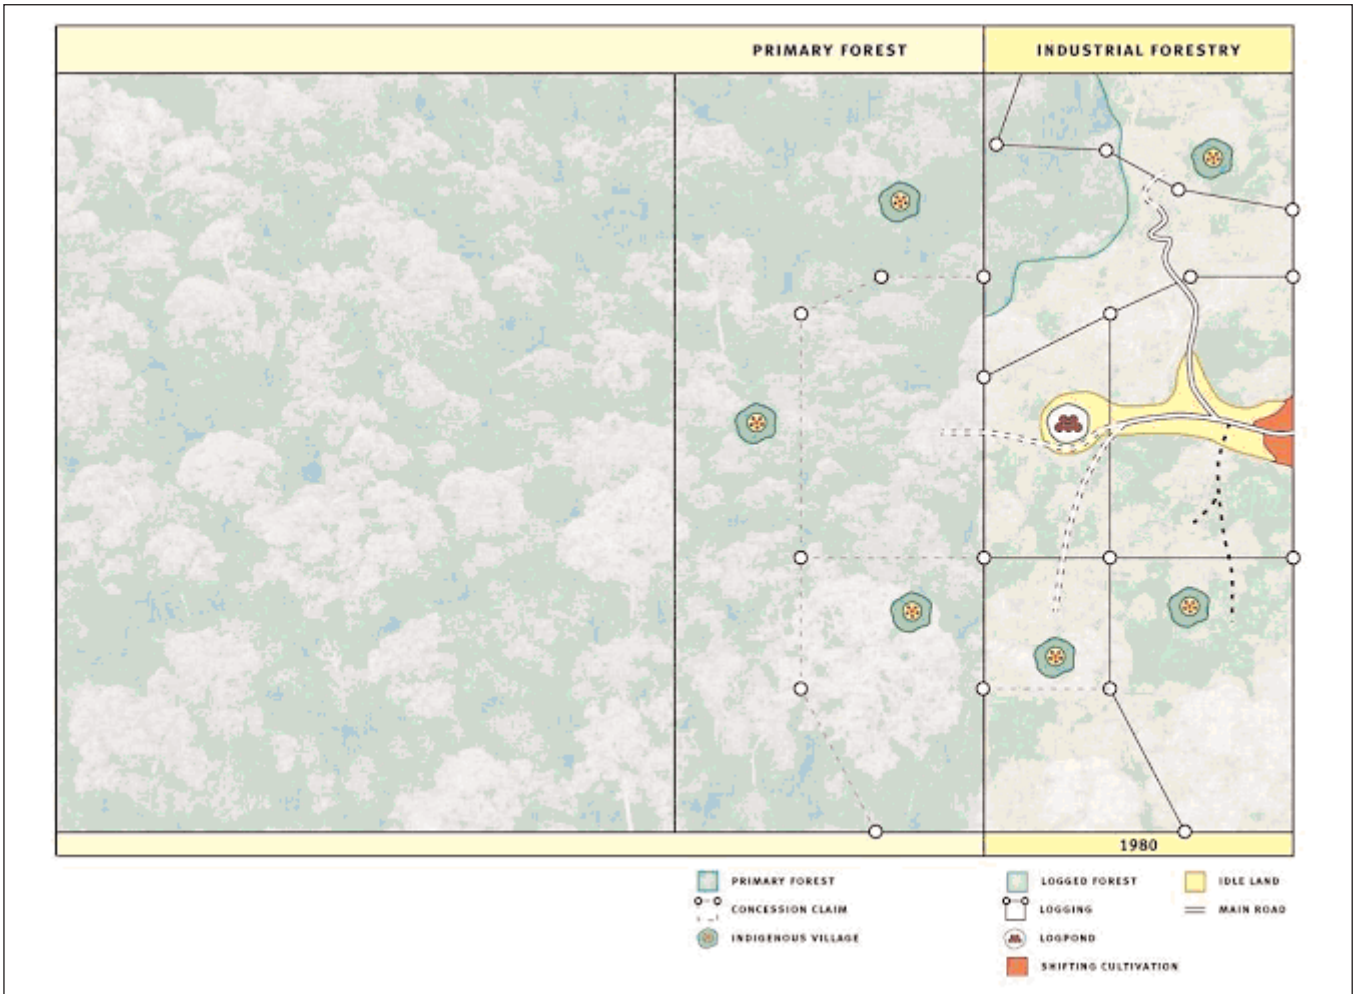 PRIMARY FOREST
INDUSTRIAL FORESTRY
1980
PRIMARY FOREST
CONCESSION CLAIM
INDIGENOUS VILLAGE
LOGGED FOREST
LOGGING
LOGPOND
SHIFTING CULTIVATION
IDLE LAND
MAIN ROAD